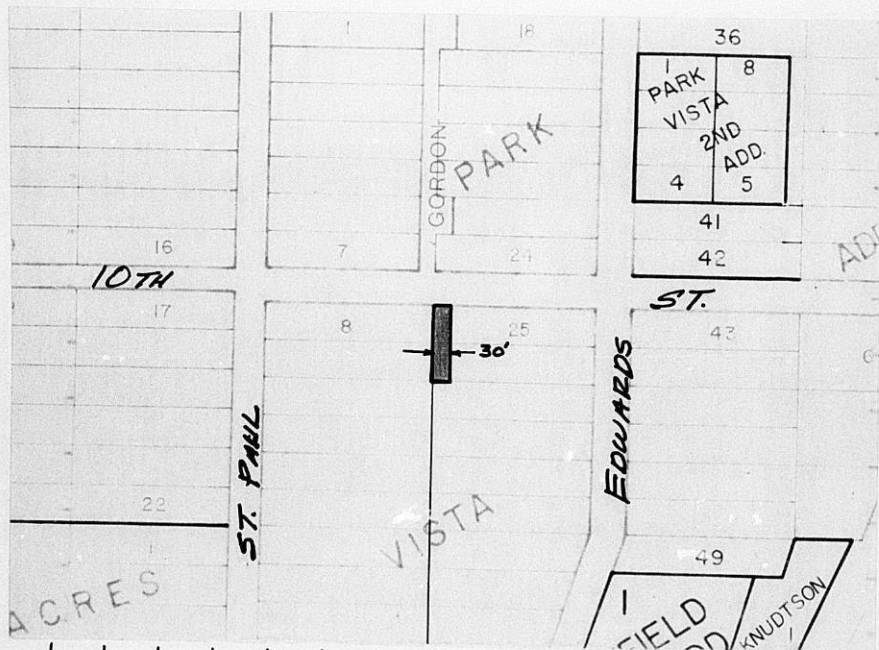 1
18
36
1
8
PARK
VISTA
2ND
ADD.
4
5
GORDON
PARK
41
42
16
7
24
10TH
ST.
17
8
25
43
30'
EDWARDS
ST. PAUL
22
VISTA
49
ACRES
1
KNUDTSON